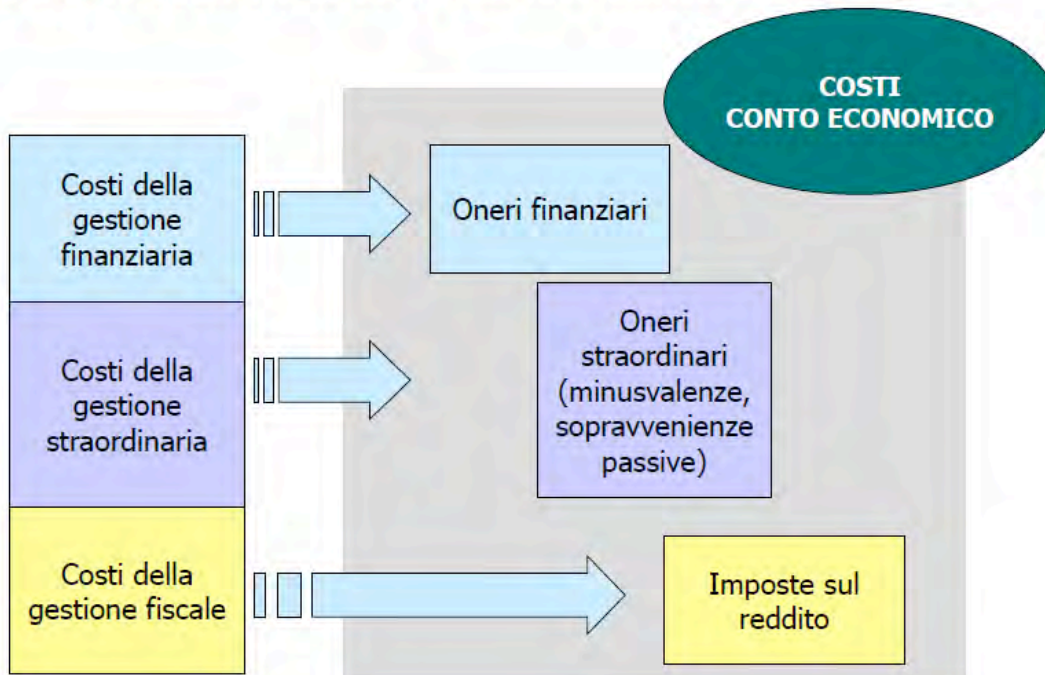 COSTI
CONTO ECONOMICO
Costi della
gestione
finanziaria
Oneri finanziari
Costi della
gestione
straordinaria
Oneri
straordinari
(minusvalenze,
sopravvenienze
passive)
Costi della
gestione fiscale
Imposte sul
reddito